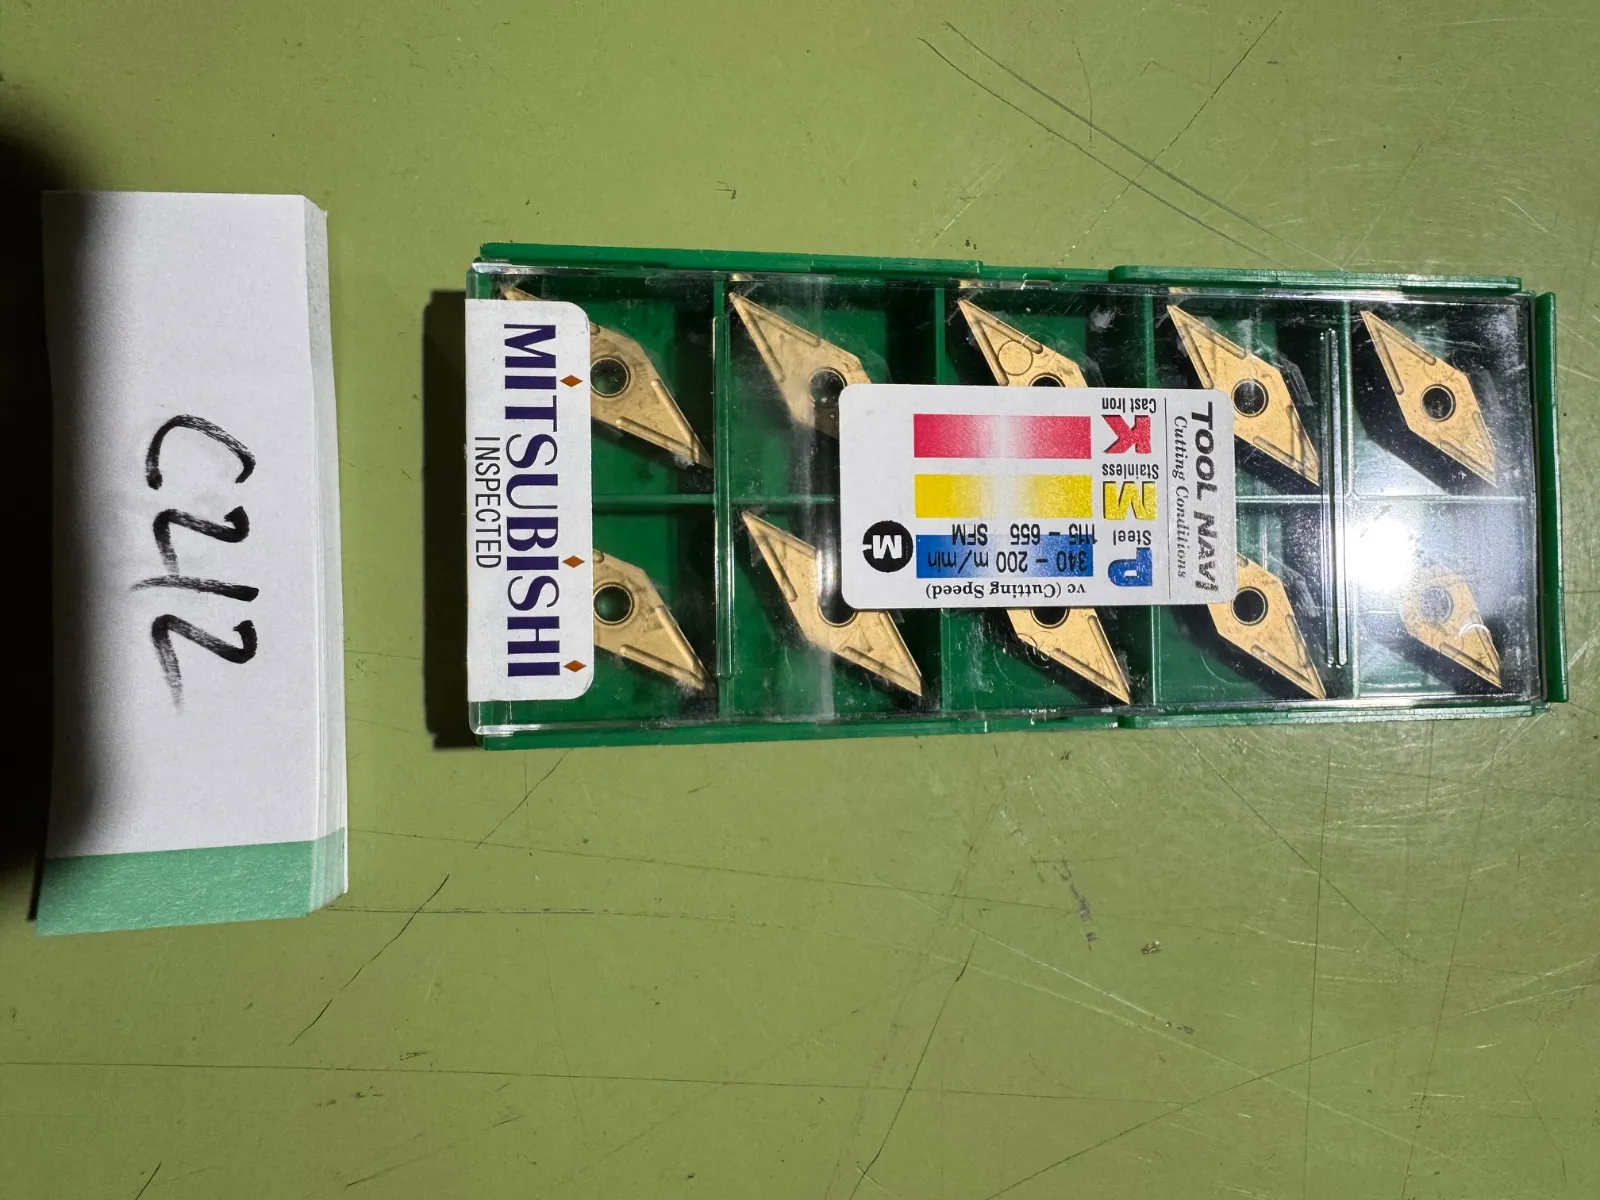 C212
MITSUBISHI
INSPECTED
TOOL NAVI
Cutting Conditions
P
Steel
M
Stainless
K
Cast Iron
vc (Cutting Speed)
340 - 200 m/min
1115 - 655 SFM
M